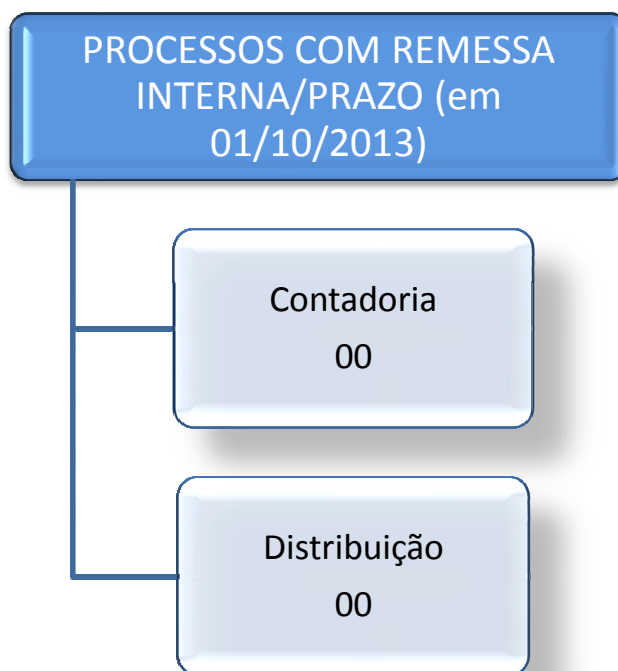 PROCESSOS COM REMESSA
INTERNA/PRAZO (em
01/10/2013)
Contadoria
00
Distribuição
00